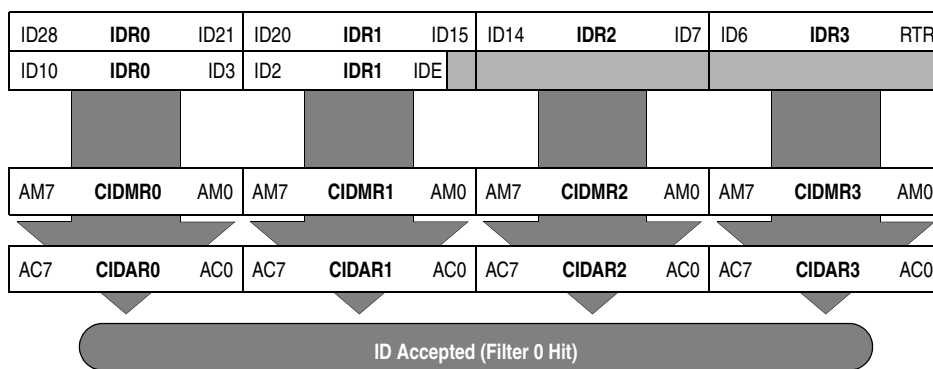 ID28 IDR0 ID21 ID20 IDR1 ID15 ID14 IDR2 ID7 ID6 IDR3 RTR
ID10 IDR0 ID3 ID2 IDR1 IDE
AM7 CIDMR0 AM0 AM7 CIDMR1 AM0 AM7 CIDMR2 AM0 AM7 CIDMR3 AM0
AC7 CIDAR0 AC0 AC7 CIDAR1 AC0 AC7 CIDAR2 AC0 AC7 CIDAR3 AC0
ID Accepted (Filter 0 Hit)